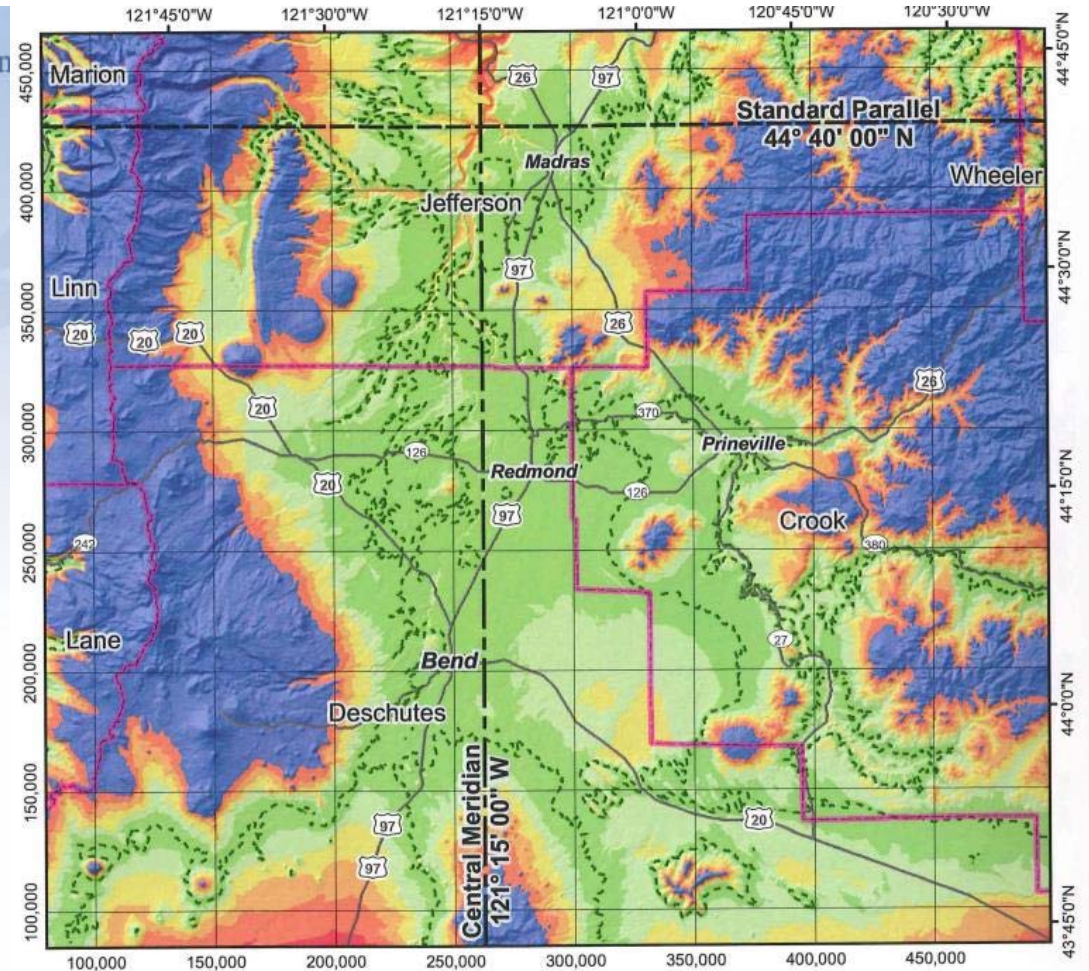 121°45'0"W 121°30'0"W 121°15'0"W 121°0'0"W 120°45'0"W 120°30'0"W
n
450,000
Marion
26
97
44°45'0"N
Standard Parallel
44° 40' 00" N
Madras
Wheeler
400,000
Jefferson
97
44°30'0"N
Linn
350,000
20 20 20
26
26
20
370
300,000
126
Prineville
20
Redmond
126
44°15'0"N
97
Crook
242
380
250,000
27
Lane
Bend
200,000
44°0'0"N
Deschutes
Central Meridian
121° 15' 00" W
150,000
97
20
97
100,000
43°45'0"N
100,000 150,000 200,000 250,000 300,000 350,000 400,000 450,000